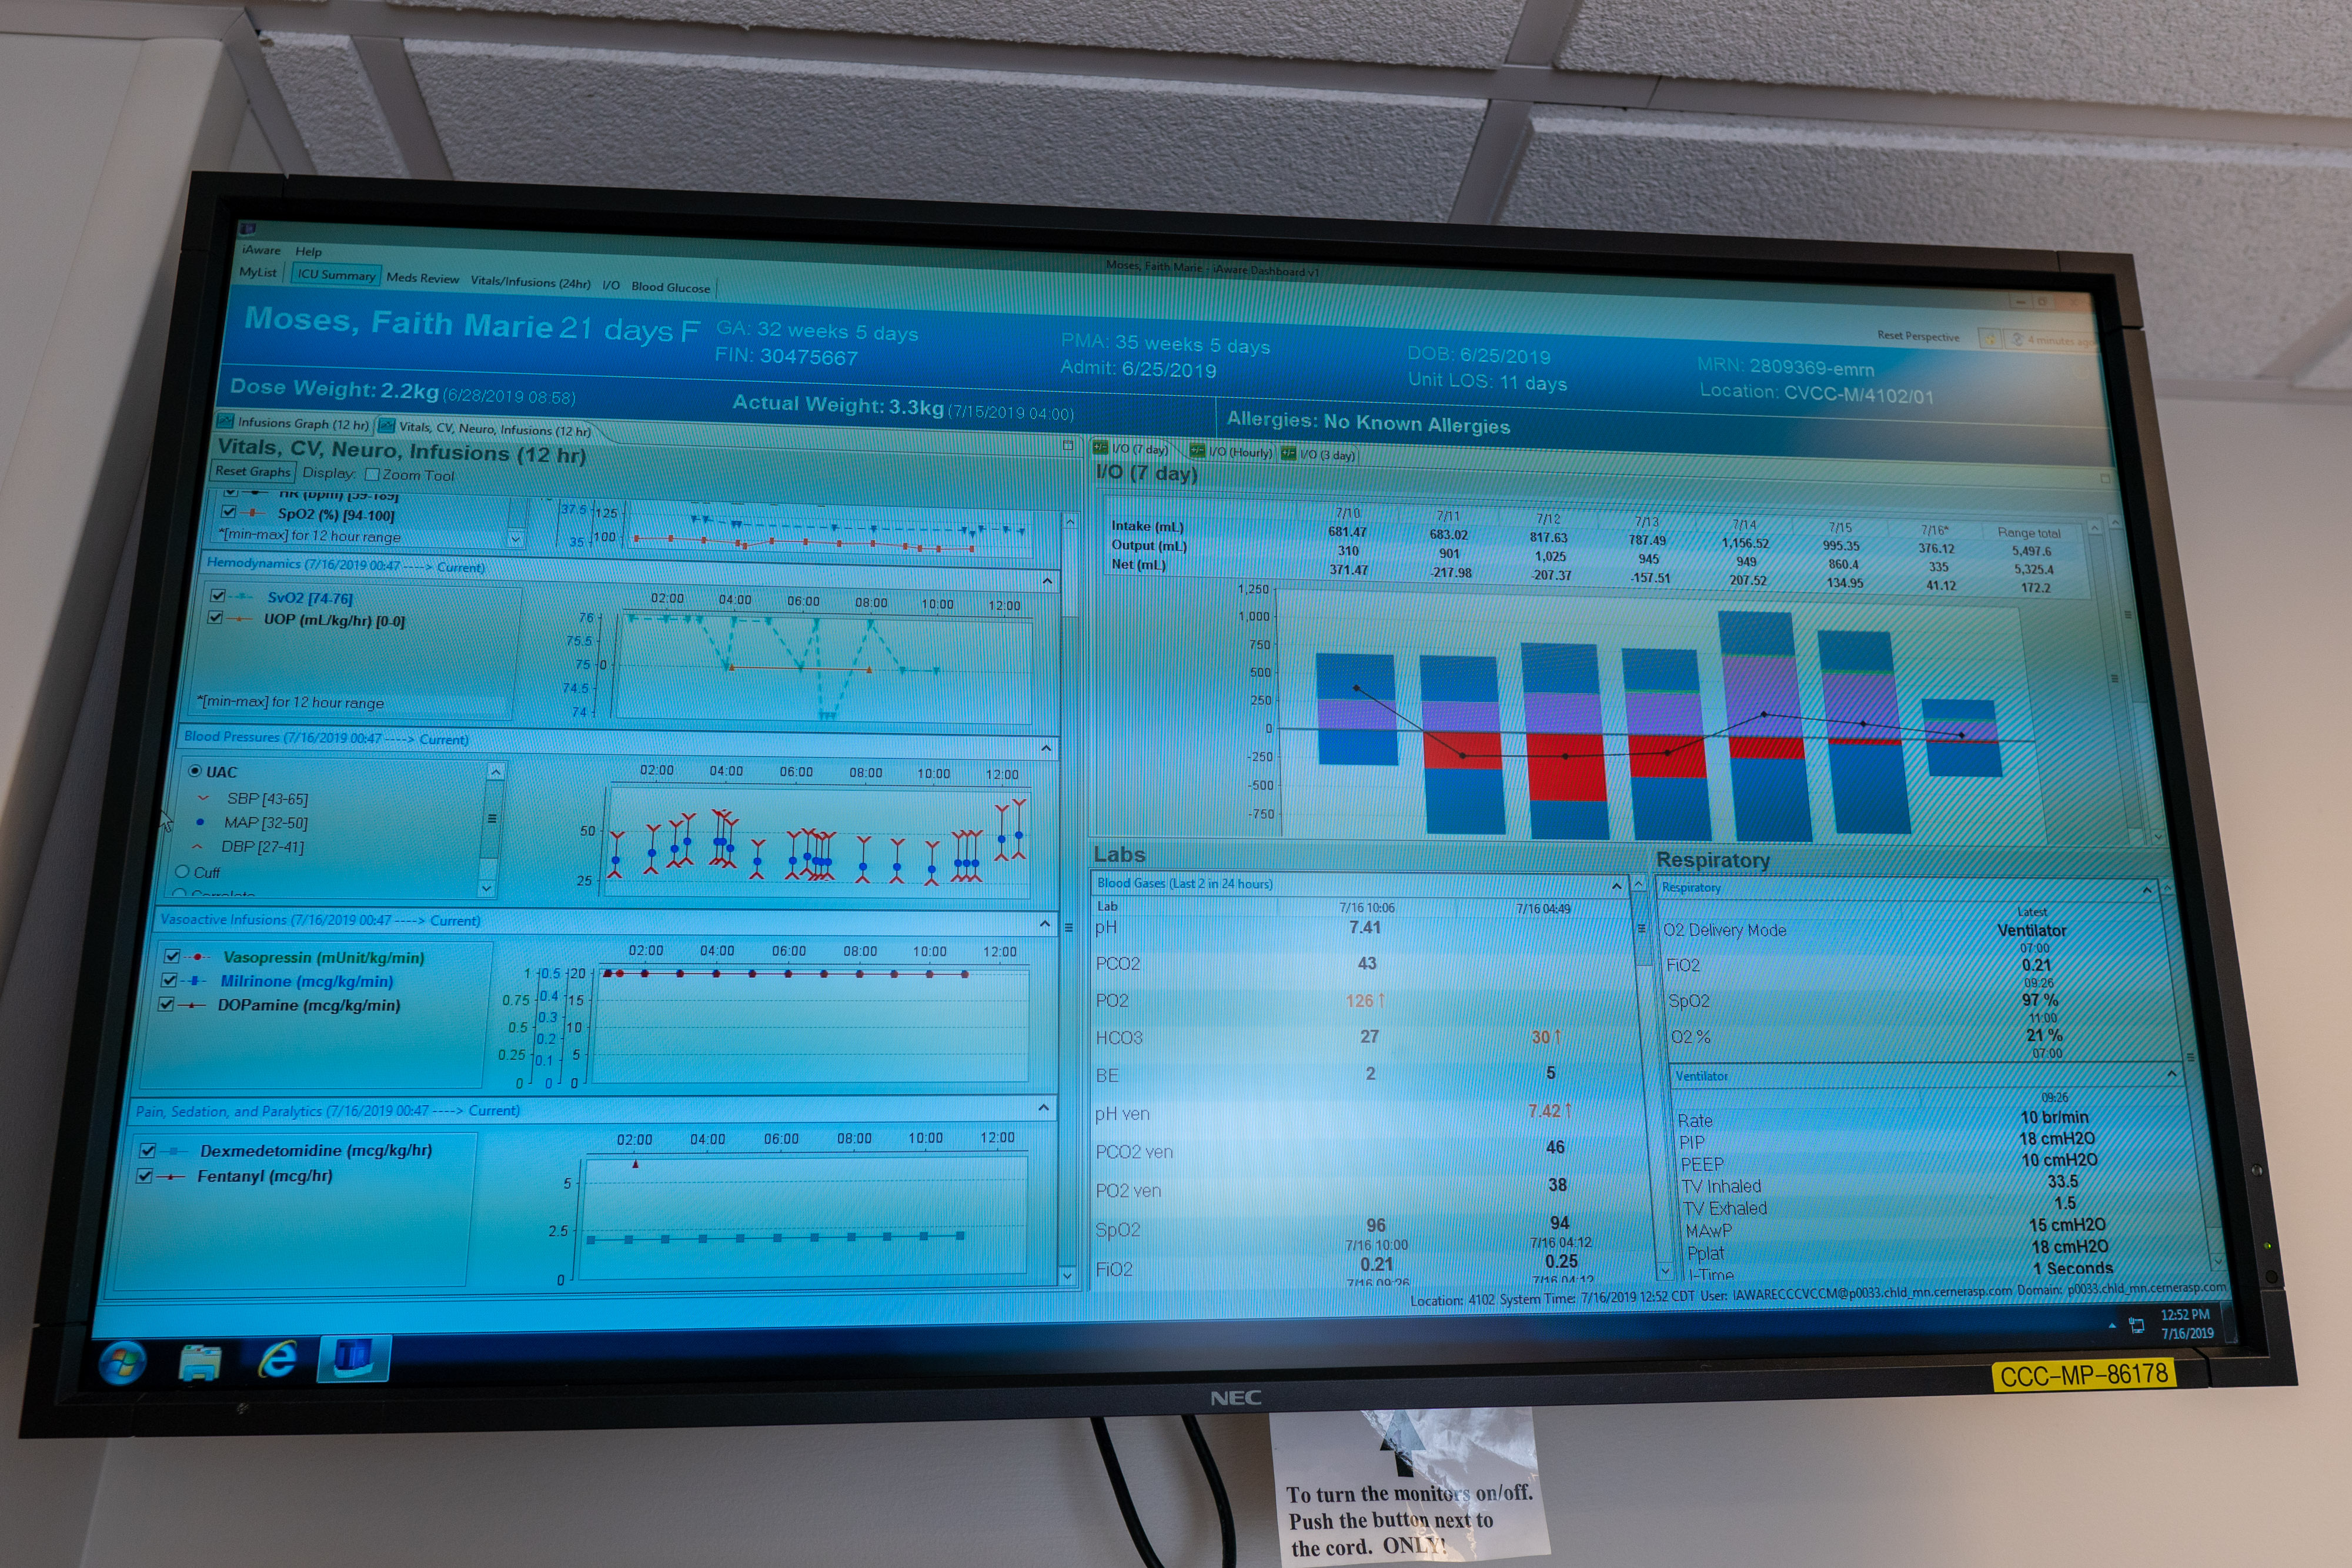 iAware Help
Moses, Faith Marie - iAware Dashboard v1
MyList ICU Summary Meds Review Vitals/Infusions (24hr) I/O Blood Glucose
Reset Perspective 4 minutes ago
Moses, Faith Marie 21 days F
GA: 32 weeks 5 days
FIN: 30475667
PMA: 35 weeks 5 days
Admit: 6/25/2019
DOB: 6/25/2019
Unit LOS: 11 days
MRN: 2809369-emrn
Location: CVCC-M/4102/01
Dose Weight: 2.2kg (6/28/2019 08:58)
Actual Weight: 3.3kg (7/15/2019 04:00)
Allergies: No Known Allergies
Infusions Graph (12 hr) Vitals, CV, Neuro, Infusions (12 hr)
Vitals, CV, Neuro, Infusions (12 hr)
Reset Graphs Display: Zoom Tool
HR (bpm) [59-189]
SpO2 (%) [94-100]
*[min-max] for 12 hour range
37.5 125
35 100
Hemodynamics (7/16/2019 00:47 ----> Current)
SvO2 [74-76]
UOP (mL/kg/hr) [0-0]
*[min-max] for 12 hour range
02:00 04:00 06:00 08:00 10:00 12:00
76
75.5
75 0
74.5
74
Blood Pressures (7/16/2019 00:47 ----> Current)
UAC
SBP [43-65]
MAP [32-50]
DBP [27-41]
Cuff
02:00 04:00 06:00 08:00 10:00 12:00
50
25
Vasoactive Infusions (7/16/2019 00:47 ----> Current)
Vasopressin (mUnit/kg/min)
Milrinone (mcg/kg/min)
DOPamine (mcg/kg/min)
02:00 04:00 06:00 08:00 10:00 12:00
1 0.5 20
0.75 0.4 15
0.3
0.5 10
0.2
0.25 0.1 5
0 0 0
Pain, Sedation, and Paralytics (7/16/2019 00:47 ----> Current)
Dexmedetomidine (mcg/kg/hr)
Fentanyl (mcg/hr)
02:00 04:00 06:00 08:00 10:00 12:00
5
2.5
0
I/O (7 day) I/O (Hourly) I/O (3 day)
I/O (7 day)
7/10 7/11 7/12 7/13 7/14 7/15 7/16* Range total
Intake (mL) 681.47 683.02 817.63 787.49 1,156.52 995.35 376.12 5,497.6
Output (mL) 310 901 1,025 945 949 860.4 335 5,325.4
Net (mL) 371.47 -217.98 -207.37 -157.51 207.52 134.95 41.12 172.2
1,250
1,000
750
500
250
0
-250
-500
-750
Labs
Blood Gases (Last 2 in 24 hours)
Lab 7/16 10:06 7/16 04:49
pH 7.41
PCO2 43
PO2 126 ↑
HCO3 27 30 ↑
BE 2 5
pH ven 7.42 ↑
PCO2 ven 46
PO2 ven 38
SpO2 96 94
7/16 10:00 7/16 04:12
FiO2 0.21 0.25
7/16 09:26 7/16 04:12
Respiratory
Respiratory
Latest
O2 Delivery Mode Ventilator
07:00
FiO2 0.21
09:26
SpO2 97 %
11:00
O2 % 21 %
07:00
Ventilator
09:26
Rate 10 br/min
PIP 18 cmH2O
PEEP 10 cmH2O
TV Inhaled 33.5
TV Exhaled 1.5
MAwP 15 cmH2O
Pplat 18 cmH2O
I-Time 1 Seconds
Location: 4102 System Time: 7/16/2019 12:52 CDT User: IAWARECCCVCCM@p0033.chld_mn.cernerasp.com Domain: p0033.chld_mn.cernerasp.com
12:52 PM
7/16/2019
NEC
CCC-MP-86178
To turn the monitors on/off.
Push the button next to
the cord. ONLY!